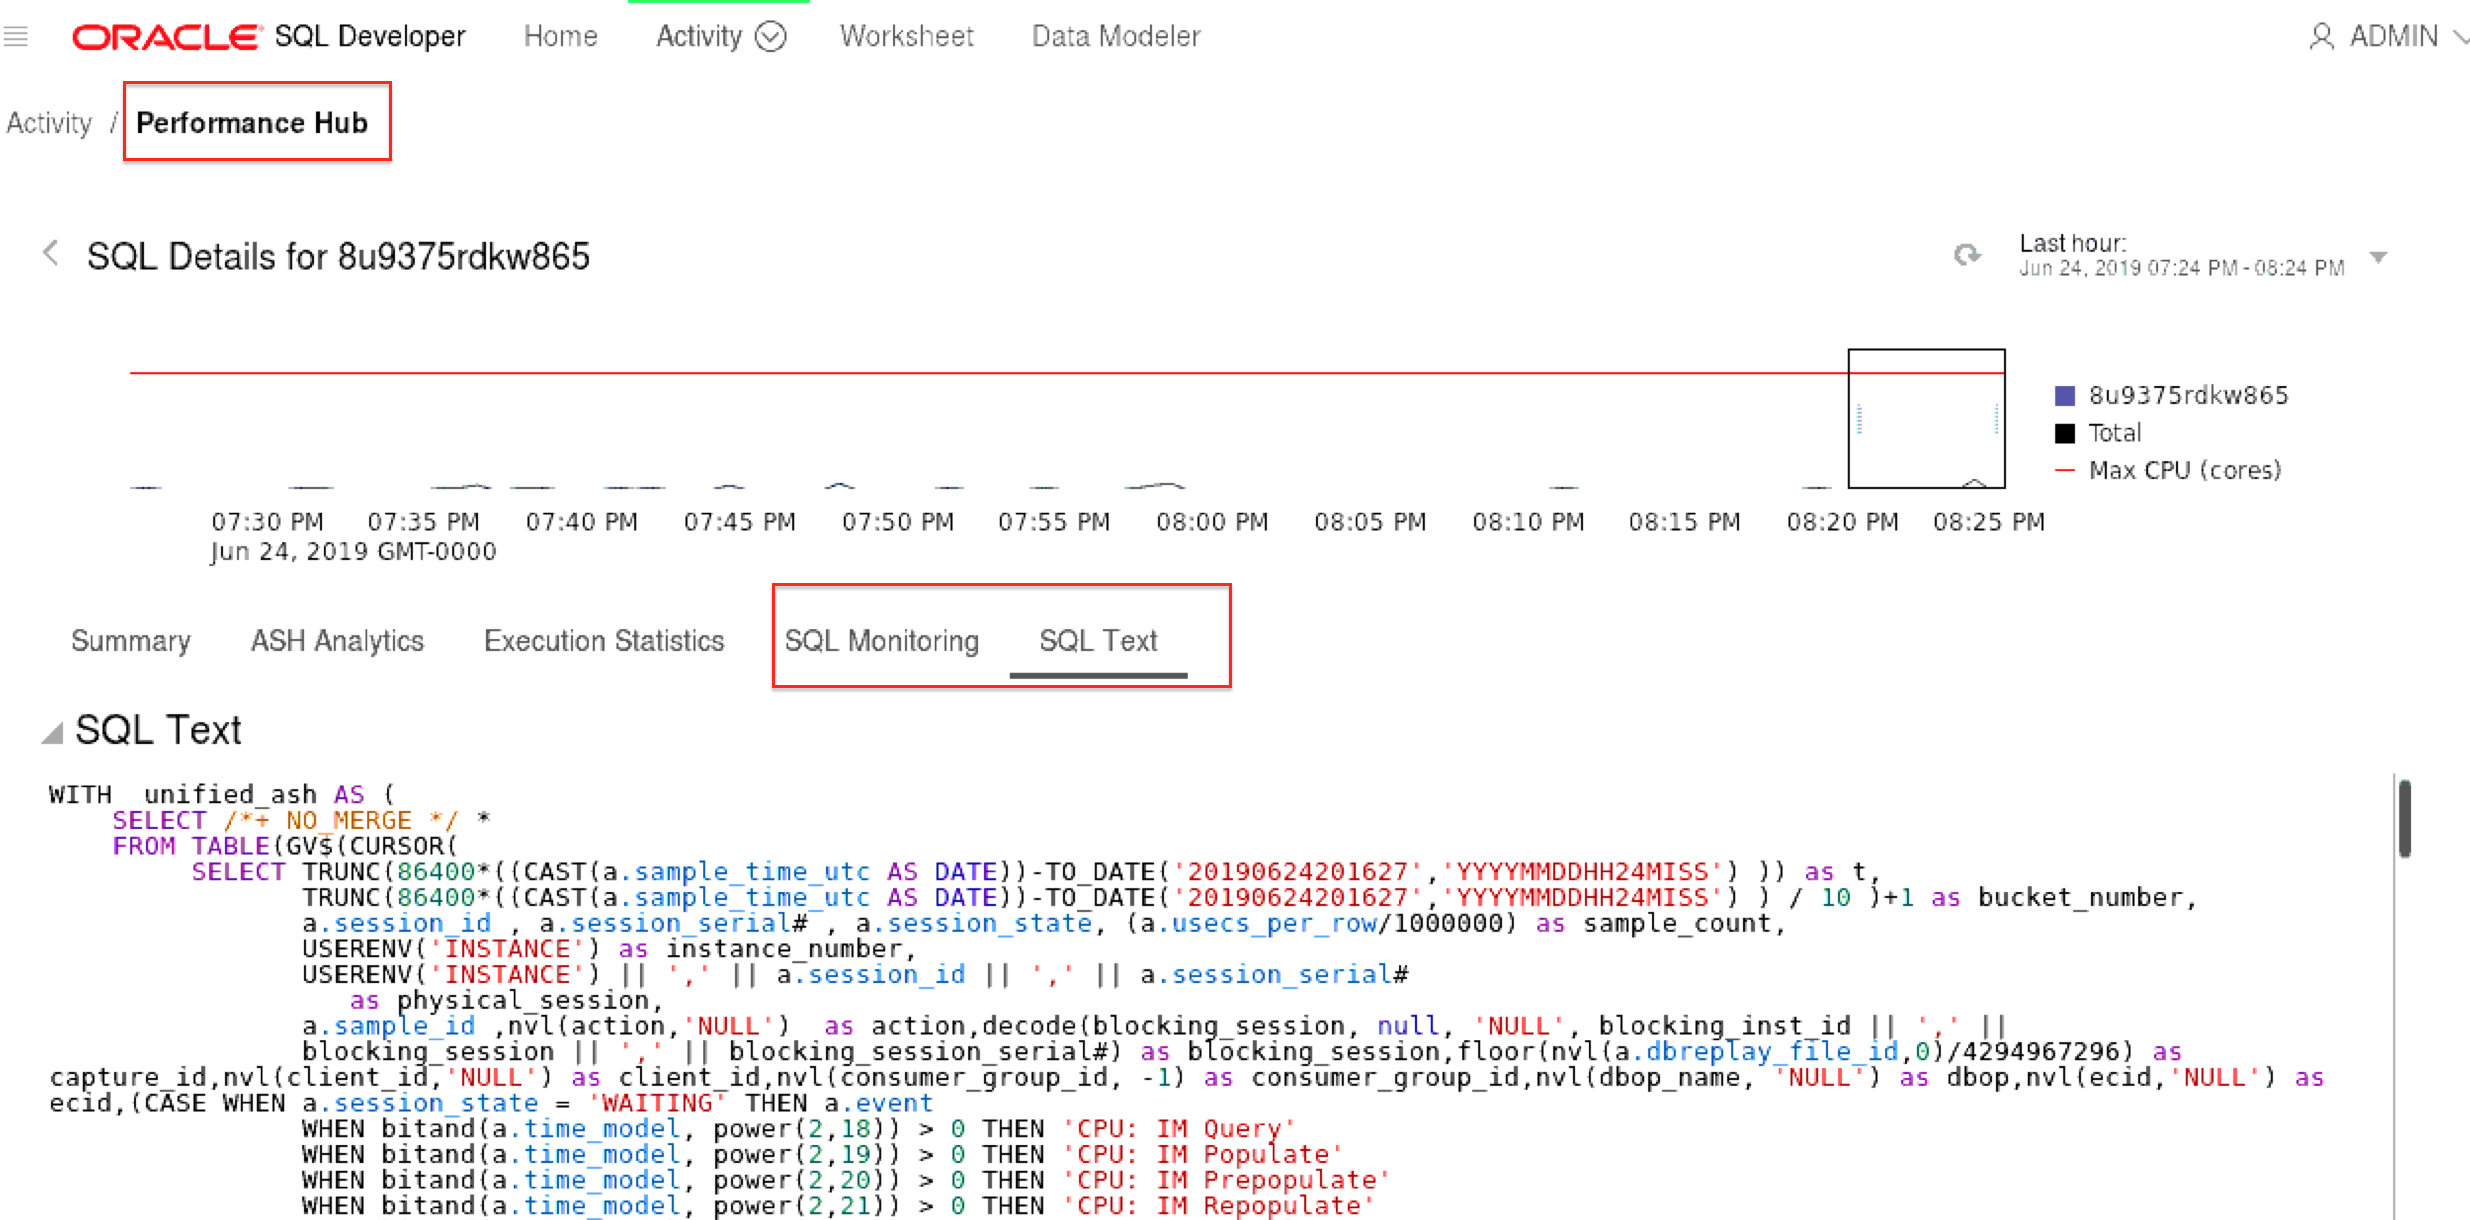 ORACLE SQL Developer Home Activity Worksheet Data Modeler ADMIN
Activity / Performance Hub
SQL Details for 8u9375rdkw865
Last hour:
Jun 24, 2019 07:24 PM - 08:24 PM
8u9375rdkw865
Total
Max CPU (cores)
07:30 PM 07:35 PM 07:40 PM 07:45 PM 07:50 PM 07:55 PM 08:00 PM 08:05 PM 08:10 PM 08:15 PM 08:20 PM 08:25 PM
Jun 24, 2019 GMT-0000
Summary ASH Analytics Execution Statistics SQL Monitoring SQL Text
SQL Text
WITH  unified_ash AS (
SELECT /*+ NO_MERGE */ *
FROM TABLE(GV$(CURSOR(
SELECT TRUNC(86400*((CAST(a.sample_time_utc AS DATE))-TO_DATE('20190624201627','YYYYMMDDHH24MISS') )) as t,
TRUNC(86400*((CAST(a.sample_time_utc AS DATE))-TO_DATE('20190624201627','YYYYMMDDHH24MISS') ) / 10 )+1 as bucket_number,
a.session_id , a.session_serial# , a.session_state, (a.usecs_per_row/1000000) as sample_count,
USERENV('INSTANCE') as instance_number,
USERENV('INSTANCE') || ',' || a.session_id || ',' || a.session_serial#
as physical_session,
a.sample_id ,nvl(action,'NULL')  as action,decode(blocking_session, null, 'NULL', blocking_inst_id || ',' ||
blocking_session || ',' || blocking_session_serial#) as blocking_session,floor(nvl(a.dbreplay_file_id,0)/4294967296) as
capture_id,nvl(client_id,'NULL') as client_id,nvl(consumer_group_id, -1) as consumer_group_id,nvl(dbop_name, 'NULL') as dbop,nvl(ecid,'NULL') as
ecid,(CASE WHEN a.session_state = 'WAITING' THEN a.event
WHEN bitand(a.time_model, power(2,18)) > 0 THEN 'CPU: IM Query'
WHEN bitand(a.time_model, power(2,19)) > 0 THEN 'CPU: IM Populate'
WHEN bitand(a.time_model, power(2,20)) > 0 THEN 'CPU: IM Prepopulate'
WHEN bitand(a.time_model, power(2,21)) > 0 THEN 'CPU: IM Repopulate'